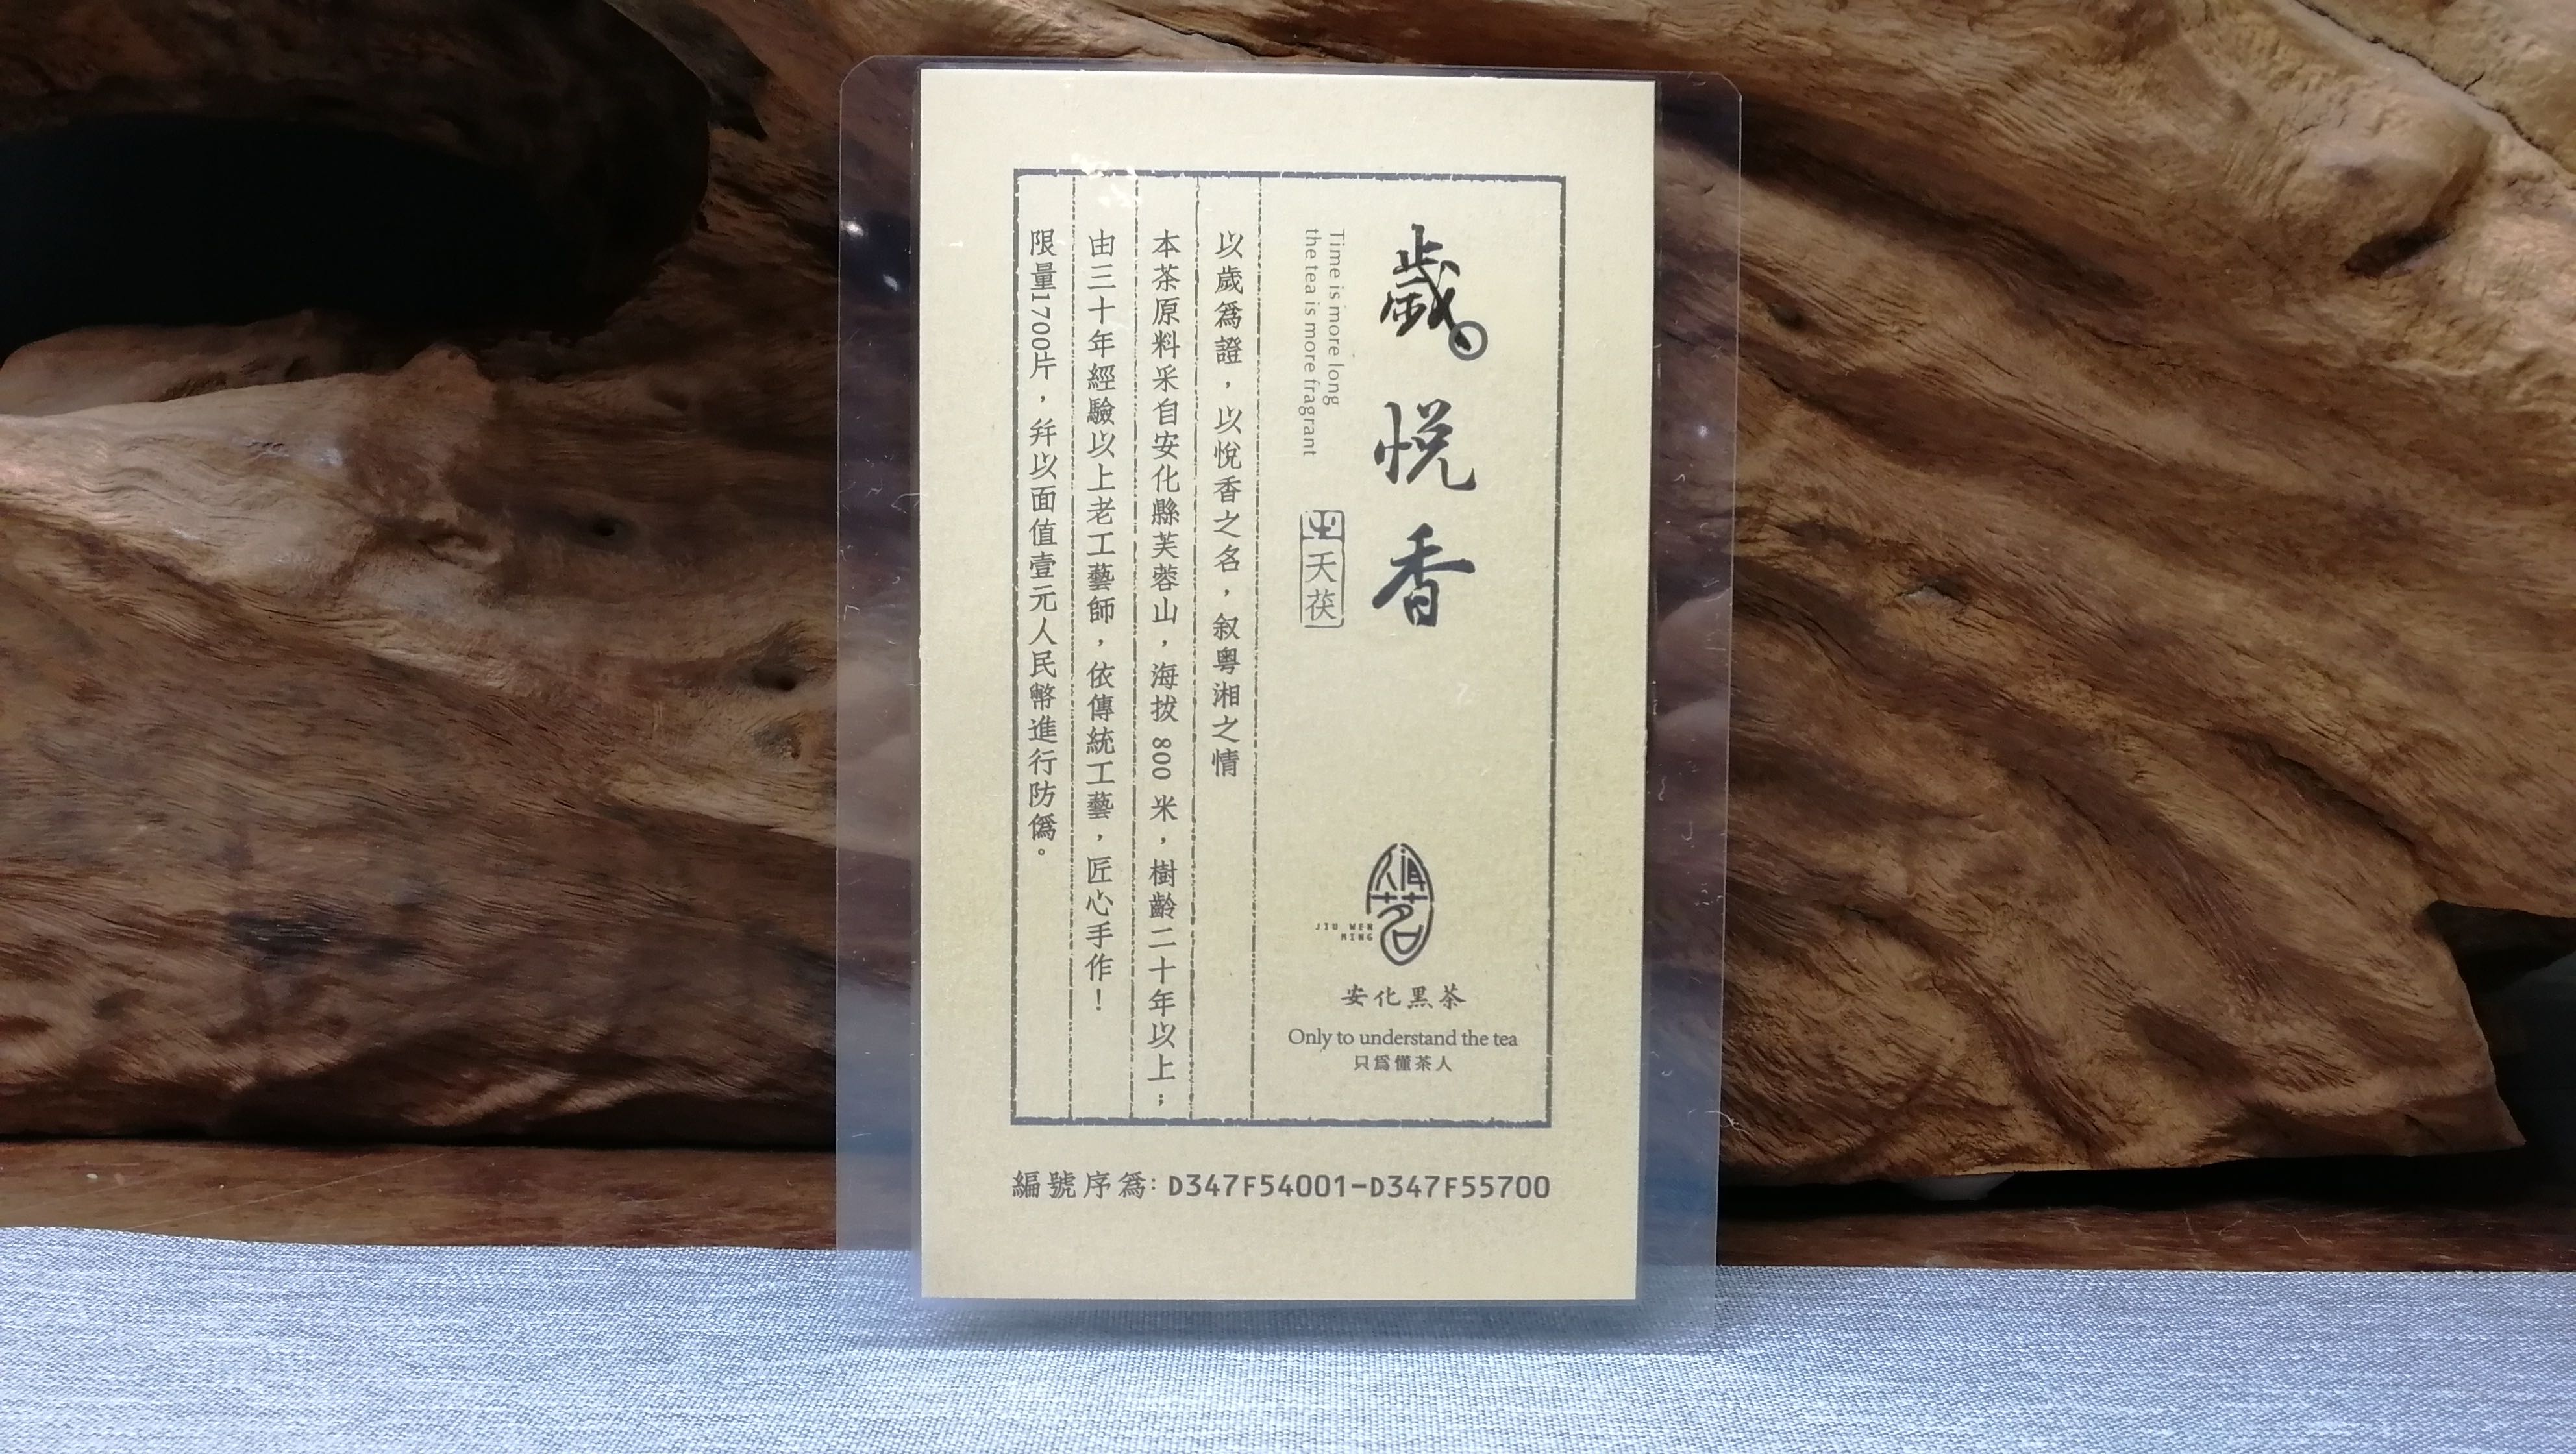 歲悦香
Time is more long
the tea is more fragrant
天茯
以歲爲證，以悅香之名，叙粤湘之情
本茶原料采自安化縣芙蓉山，海拔 800 米，樹齡二十年以上；
由三十年經驗以上老工藝師，依傳統工藝，匠心手作！
限量1700片，幷以面值壹元人民幣進行防僞。
JIU WEN
MING
安化黑茶
Only to understand the tea
只爲懂茶人
編號序爲: D347F54001-D347F55700